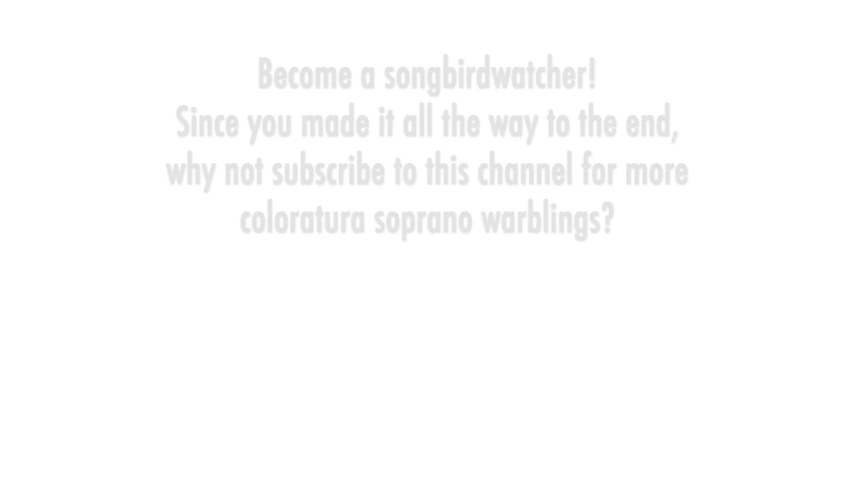 Become a songbirdwatcher!
Since you made it all the way to the end,
why not subscribe to this channel for more
coloratura soprano warblings?